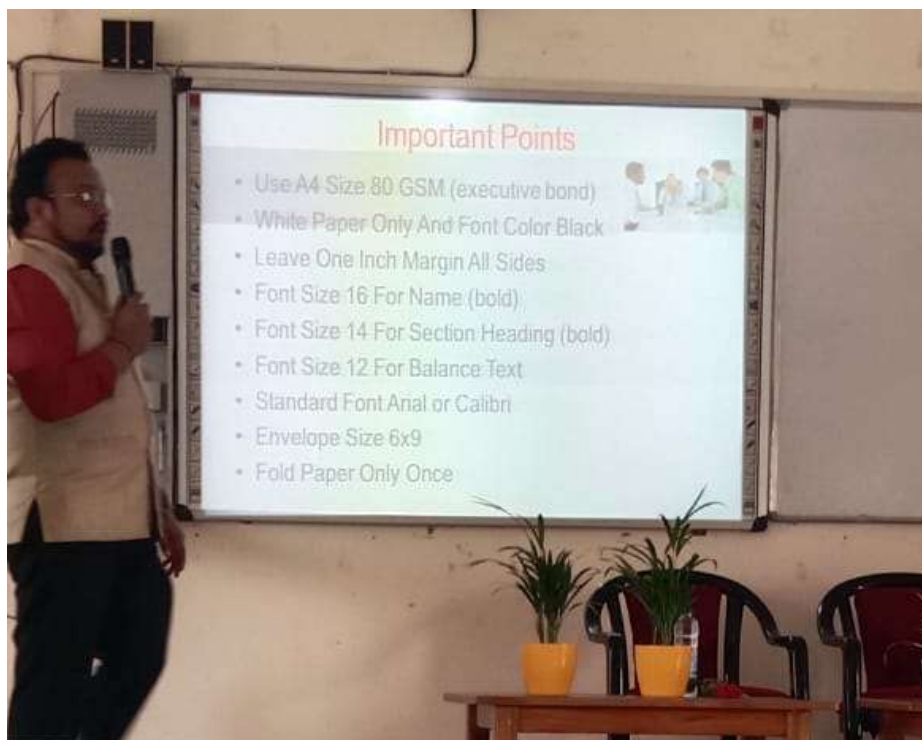 Important Points
• Use A4 Size 80 GSM (executive bond)
• White Paper Only And Font Color Black
• Leave One Inch Margin All Sides
• Font Size 16 For Name (bold)
• Font Size 14 For Section Heading (bold)
• Font Size 12 For Balance Text
• Standard Font Arial or Calibri
• Envelope Size 6x9
• Fold Paper Only Once